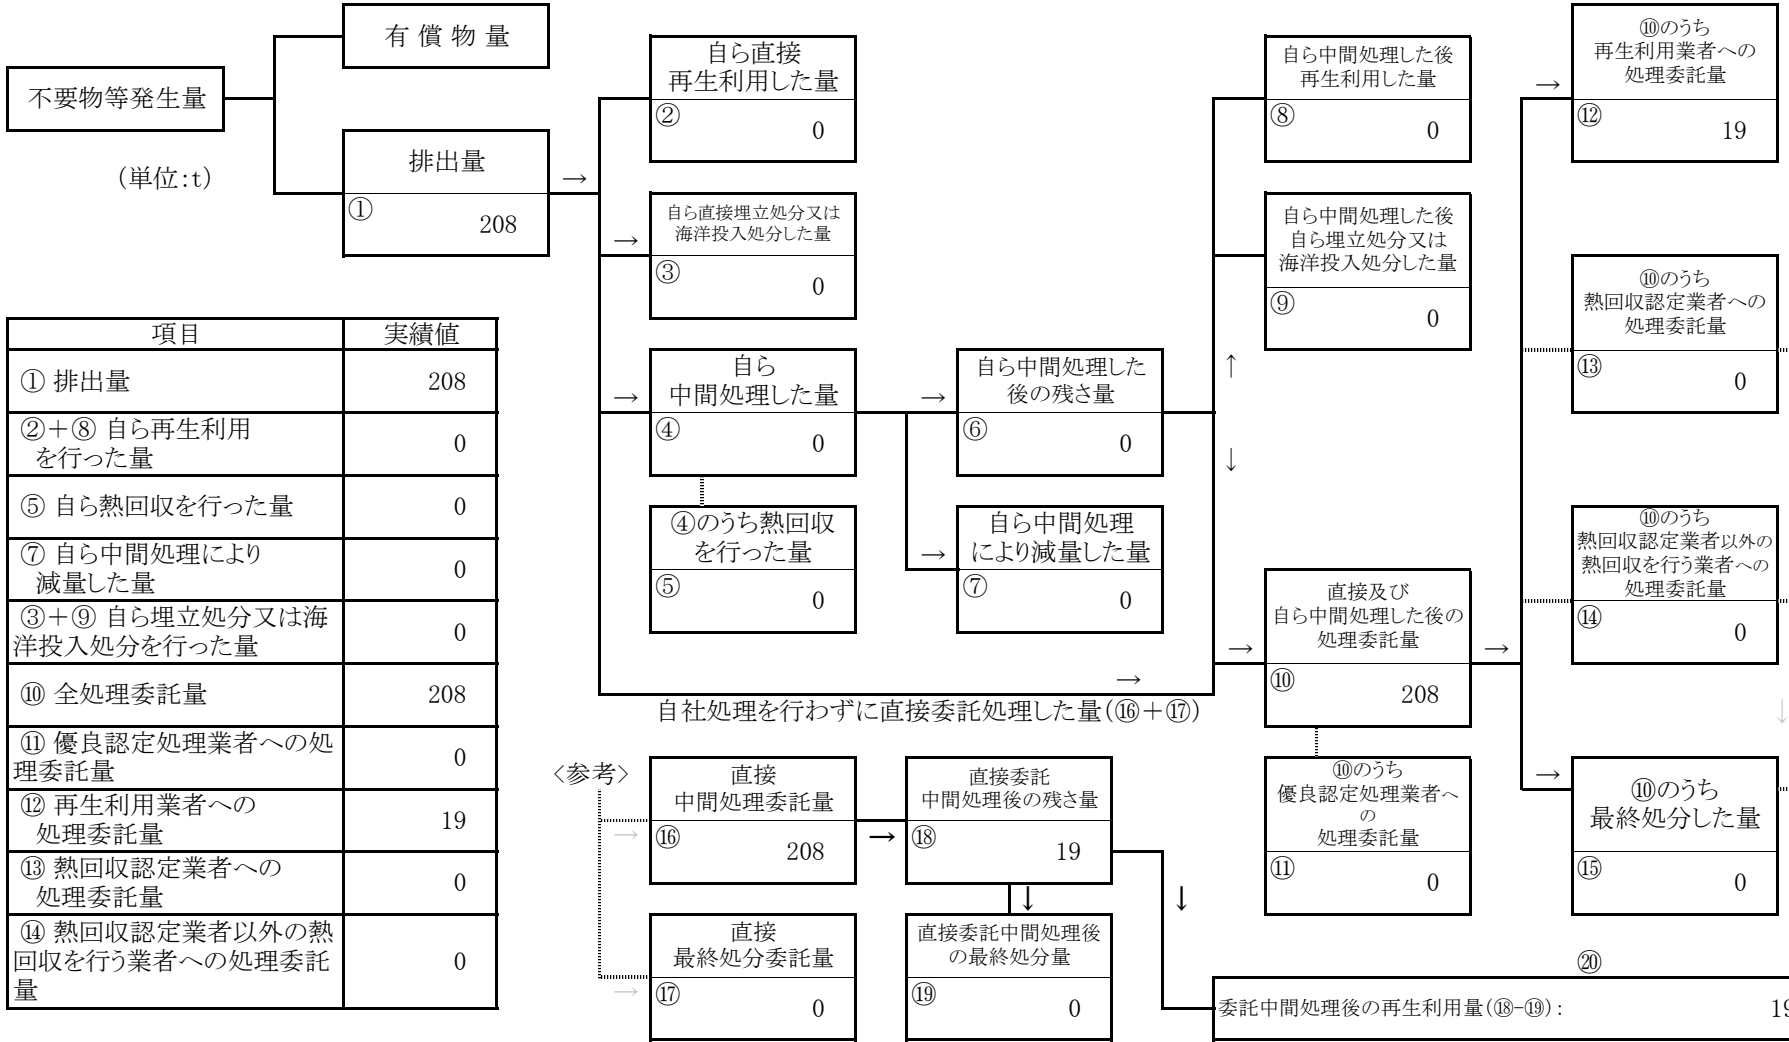 有 償 物 量
不要物等発生量
(単位:t)
排出量
①
208
→
自ら直接
再生利用した量
②
0
→
自ら直接埋立処分又は
海洋投入処分した量
③
0
→
自ら
中間処理した量
④
0
④のうち熱回収
を行った量
⑤
0
→
自ら中間処理した
後の残さ量
⑥
0
→
自ら中間処理
により減量した量
⑦
0
↑
↓
自ら中間処理した後
再生利用した量
⑧
0
自ら中間処理した後
自ら埋立処分又は
海洋投入処分した量
⑨
0
→
自社処理を行わずに直接委託処理した量(⑯+⑰)
→
直接及び
自ら中間処理した後の
処理委託量
⑩
208
⑩のうち
優良認定処理業者へ
の
処理委託量
⑪
0
→
→
⑩のうち
再生利用業者への
処理委託量
⑫
19
⑩のうち
熱回収認定業者への
処理委託量
⑬
0
⑩のうち
熱回収認定業者以外の
熱回収を行う業者への
処理委託量
⑭
0
↓
→
⑩のうち
最終処分した量
⑮
0
項目 実績値
① 排出量 208
②+⑧ 自ら再生利用
を行った量 0
⑤ 自ら熱回収を行った量 0
⑦ 自ら中間処理により
減量した量 0
③+⑨ 自ら埋立処分又は海
洋投入処分を行った量 0
⑩ 全処理委託量 208
⑪ 優良認定処理業者への処
理委託量 0
⑫ 再生利用業者への
処理委託量 19
⑬ 熱回収認定業者への
処理委託量 0
⑭ 熱回収認定業者以外の熱
回収を行う業者への処理委託
量 0
<参考>
→
直接
中間処理委託量
⑯
208
→
直接
最終処分委託量
⑰
0
→
直接委託
中間処理後の残さ量
⑱
19
↓
直接委託中間処理後
の最終処分量
⑲
0
↓
⑳
委託中間処理後の再生利用量(⑱-⑲): 19